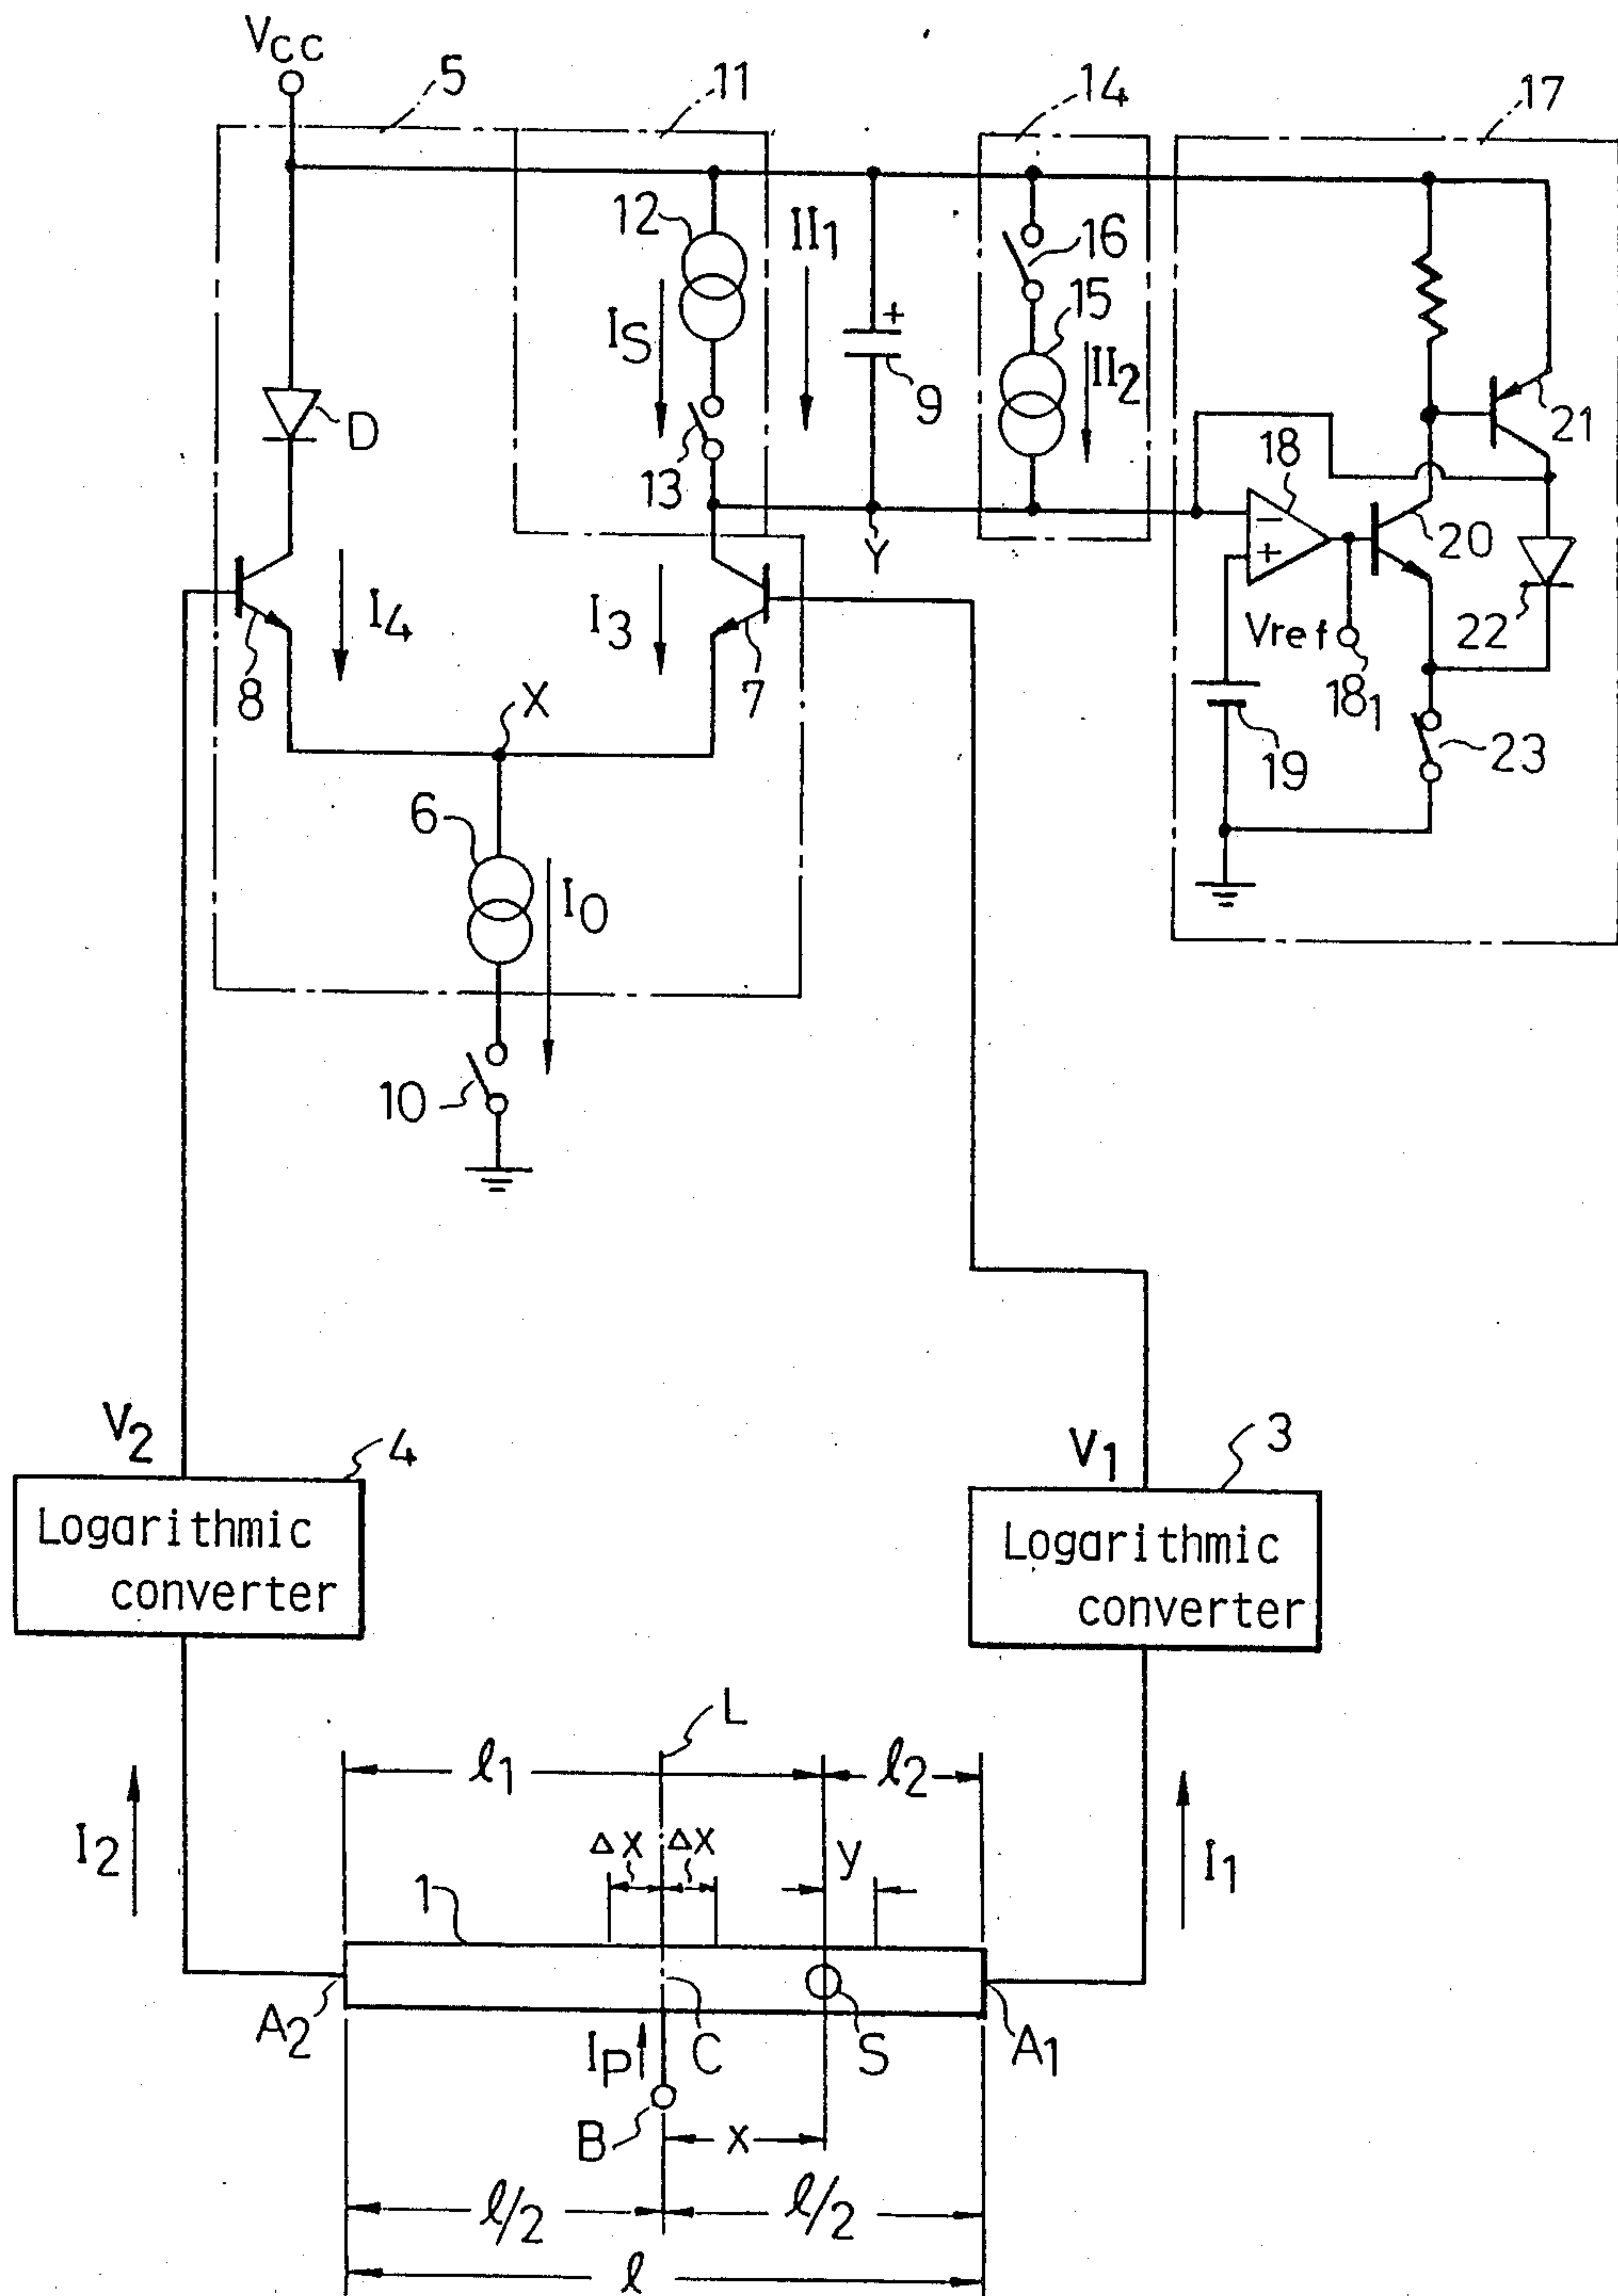 VCC
5
11
14
17
12
IS
II1
16
15
II2
+
9
D
13
18
21
−
+
20
Y
22
I4
I3
Vref
181
8
X
7
19
23
6
IO
10
V2
4
V1
3
Logarithmic
converter
Logarithmic
converter
L
ℓ1
ℓ2
I2
Δx
Δx
y
I1
1
A2
IP
C
S
A1
B
x
ℓ/2
ℓ/2
ℓ